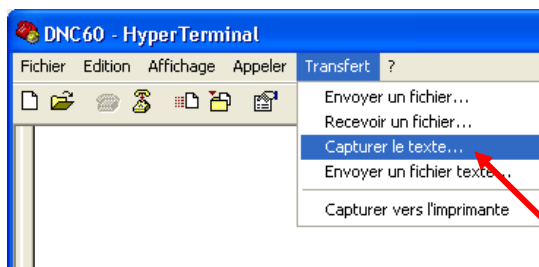 DNC60 - HyperTerminal
Fichier Edition Affichage Appeler Transfert ?
Envoyer un fichier...
Recevoir un fichier...
Capturer le texte...
Envoyer un fichier texte...
Capturer vers l'imprimante